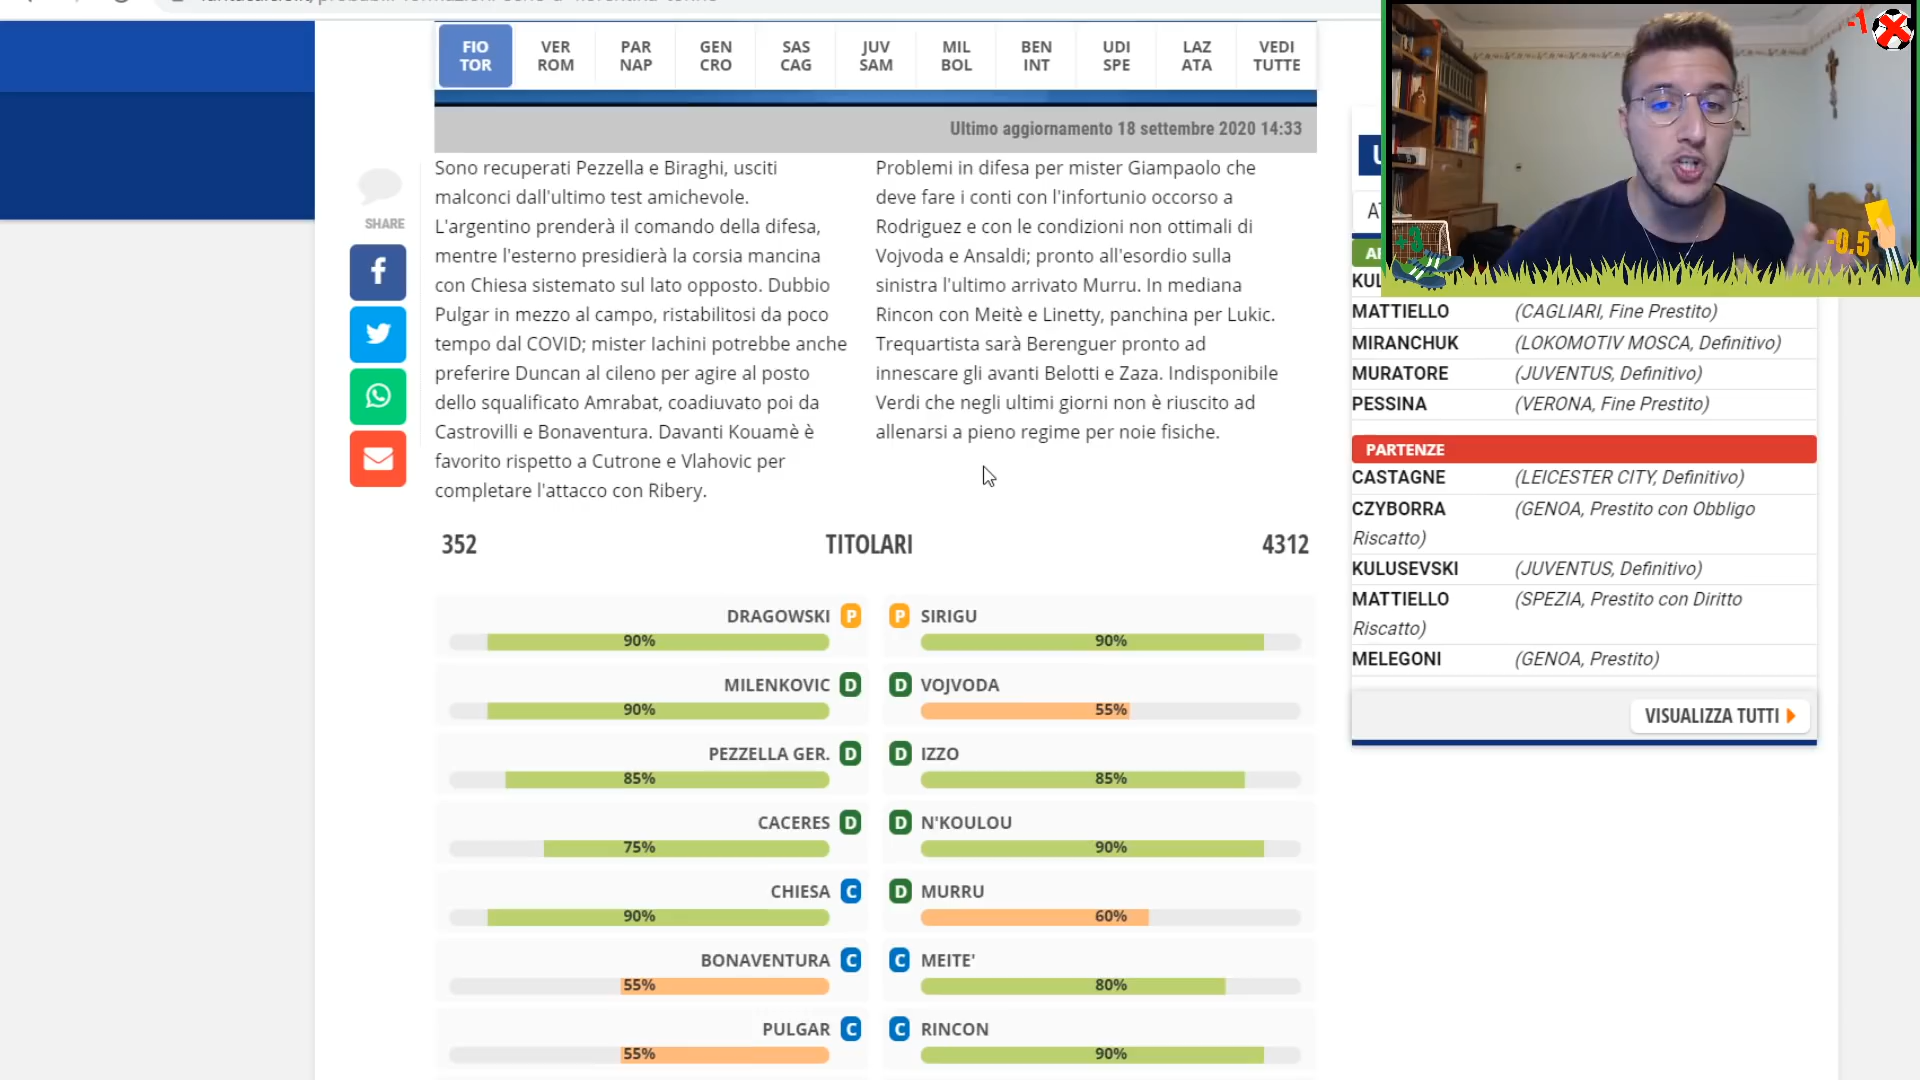 FIO
TOR
VER
ROM
PAR
NAP
GEN
CRO
SAS
CAG
JUV
SAM
MIL
BOL
BEN
INT
UDI
SPE
LAZ
ATA
VEDI
TUTTE
Ultimo aggiornamento 18 settembre 2020 14:33
SHARE
Sono recuperati Pezzella e Biraghi, usciti
malconci dall'ultimo test amichevole.
L'argentino prenderà il comando della difesa,
mentre l'esterno presidierà la corsia mancina
con Chiesa sistemato sul lato opposto. Dubbio
Pulgar in mezzo al campo, ristabilitosi da poco
tempo dal COVID; mister Iachini potrebbe anche
preferire Duncan al cileno per agire al posto
dello squalificato Amrabat, coadiuvato poi da
Castrovilli e Bonaventura. Davanti Kouamè è
favorito rispetto a Cutrone e Vlahovic per
completare l'attacco con Ribery.
Problemi in difesa per mister Giampaolo che
deve fare i conti con l'infortunio occorso a
Rodriguez e con le condizioni non ottimali di
Vojvoda e Ansaldi; pronto all'esordio sulla
sinistra l'ultimo arrivato Murru. In mediana
Rincon con Meitè e Linetty, panchina per Lukic.
Trequartista sarà Berenguer pronto ad
innescare gli avanti Belotti e Zaza. Indisponibile
Verdi che negli ultimi giorni non è riuscito ad
allenarsi a pieno regime per noie fisiche.
352 TITOLARI 4312
DRAGOWSKI P
90%
P SIRIGU
90%
MILENKOVIC D
90%
D VOJVODA
55%
PEZZELLA GER. D
85%
D IZZO
85%
CACERES D
75%
D N'KOULOU
90%
CHIESA C
90%
D MURRU
60%
BONAVENTURA C
55%
C MEITE'
80%
PULGAR C
55%
C RINCON
90%
-1
+3
-0.5
MATTIELLO (CAGLIARI, Fine Prestito)
MIRANCHUK (LOKOMOTIV MOSCA, Definitivo)
MURATORE (JUVENTUS, Definitivo)
PESSINA (VERONA, Fine Prestito)
PARTENZE
CASTAGNE (LEICESTER CITY, Definitivo)
CZYBORRA (GENOA, Prestito con Obbligo
Riscatto)
KULUSEVSKI (JUVENTUS, Definitivo)
MATTIELLO (SPEZIA, Prestito con Diritto
Riscatto)
MELEGONI (GENOA, Prestito)
VISUALIZZA TUTTI